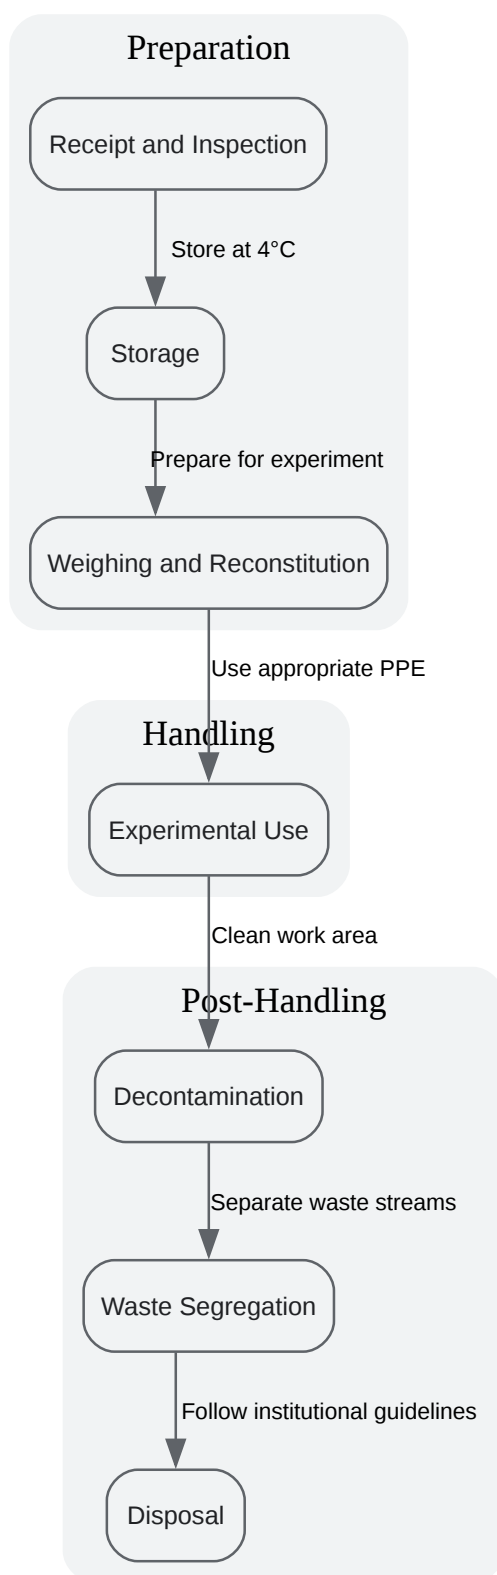 Preparation
Receipt and Inspection
Store at 4°C
Storage
Prepare for experiment
Weighing and Reconstitution
Use appropriate PPE
Handling
Experimental Use
Clean work area
Post-Handling
Decontamination
Separate waste streams
Waste Segregation
Follow institutional guidelines
Disposal